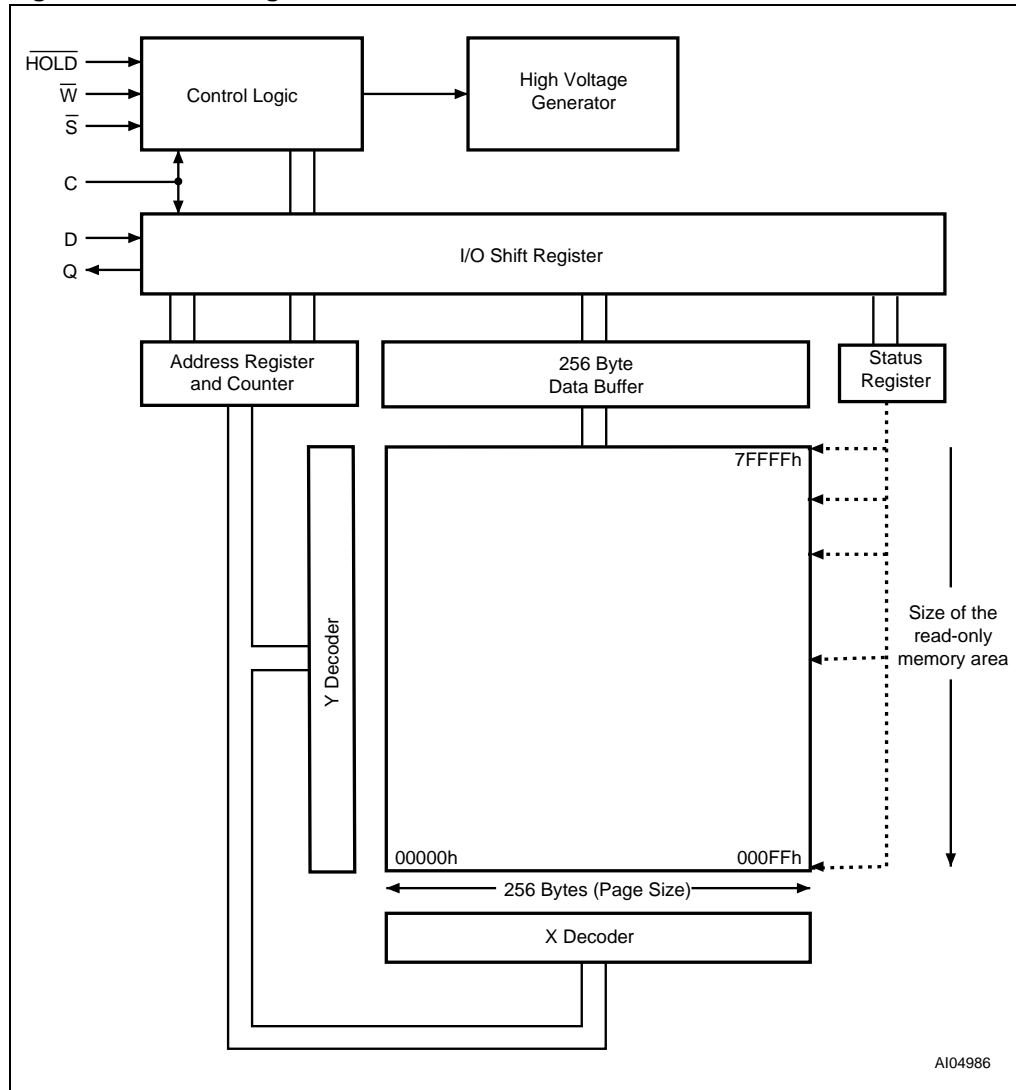 HOLD
W
S
C
D
Q
Control Logic
High Voltage
Generator
I/O Shift Register
Address Register
and Counter
256 Byte
Data Buffer
Status
Register
7FFFFh
Y Decoder
Size of the
read-only
memory area
00000h
000FFh
256 Bytes (Page Size)
X Decoder
AI04986